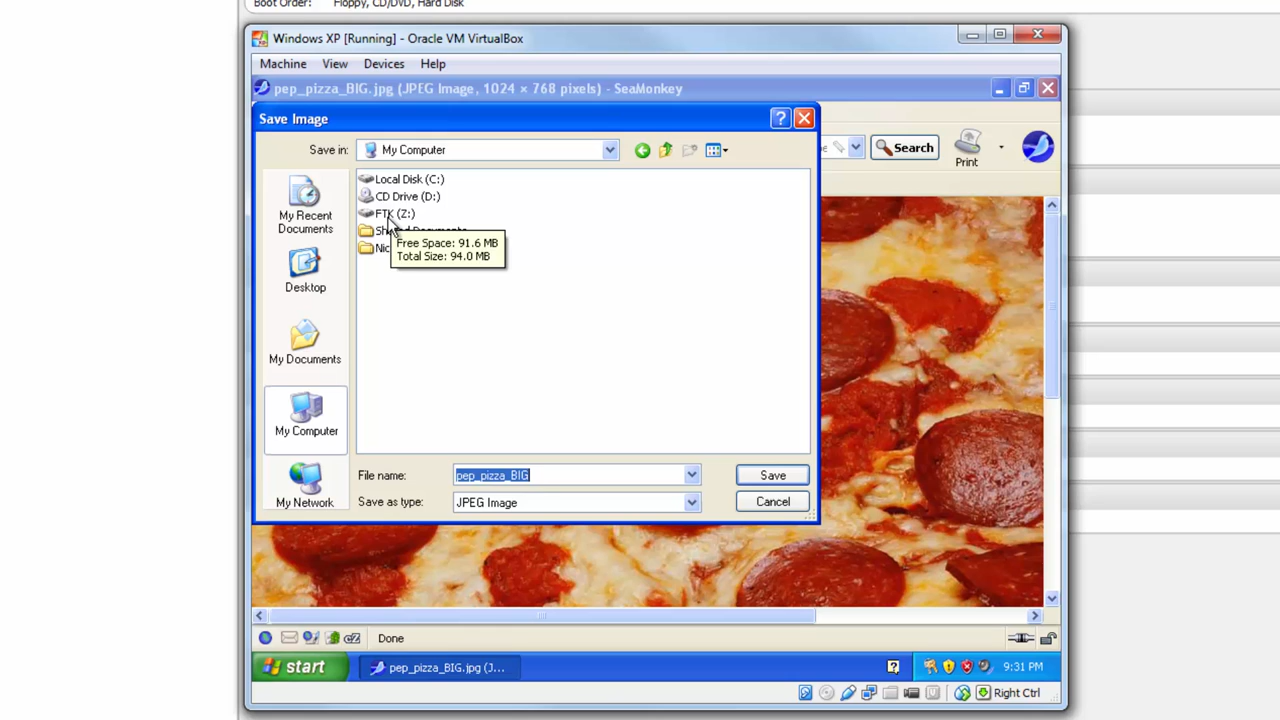 Boot Order: Floppy, CD/DVD, Hard Disk
Windows XP [Running] - Oracle VM VirtualBox
Machine View Devices Help
pep_pizza_BIG.jpg (JPEG Image, 1024 × 768 pixels) - SeaMonkey
Save Image
Save in: My Computer
Search
Print
Local Disk (C:)
CD Drive (D:)
FTK (Z:)
Free Space: 91.6 MB
Total Size: 94.0 MB
My Recent
Documents
Desktop
My Documents
My Computer
My Network
File name: pep_pizza_BIG
Save
Save as type: JPEG Image
Cancel
Done
start
pep_pizza_BIG.jpg (J...
9:31 PM
Right Ctrl